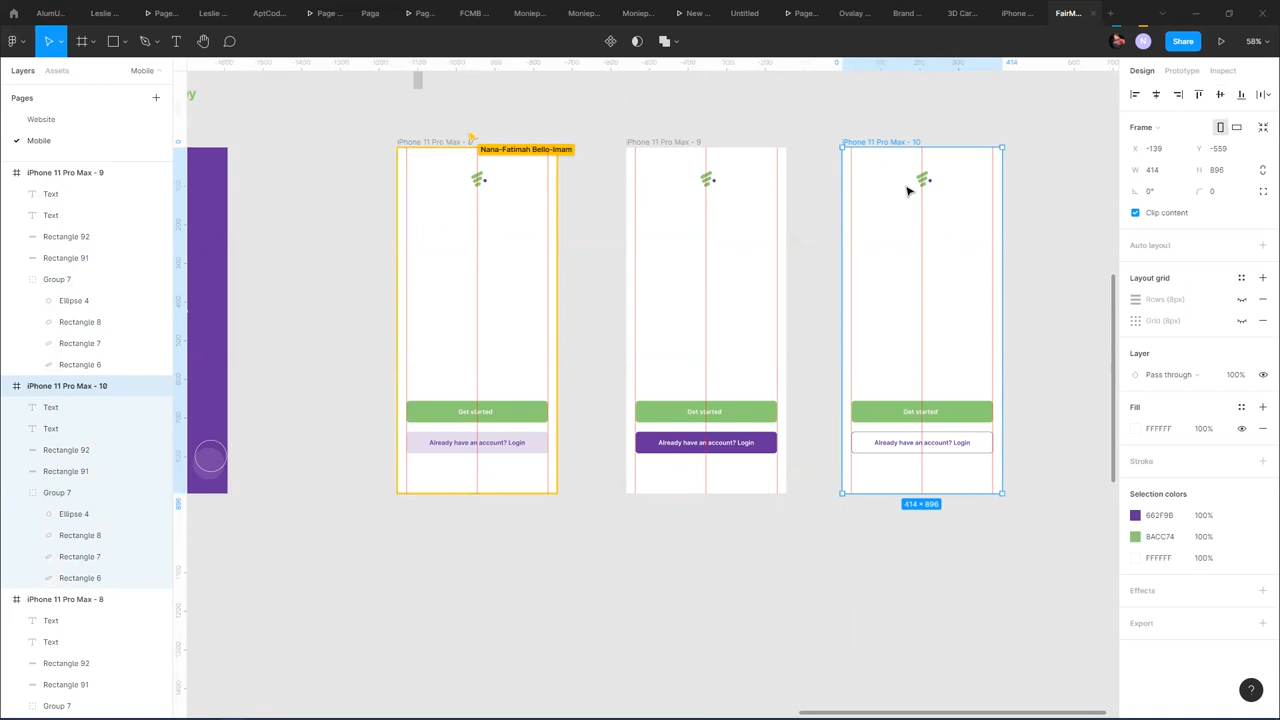 AlumU...
Leslie ...
Page...
Leslie ...
AptCod...
Page ...
Paga
Pag...
FCMB ...
Moniep...
Moniep...
Moniep...
New ...
Untitled
Page...
Ovalay ...
Brand ...
3D Car...
iPhone ...
FairM...
Share
58%
Layers
Assets
Mobile
Pages
Website
Mobile
iPhone 11 Pro Max - 9
Text
Text
Rectangle 92
Rectangle 91
Group 7
Ellipse 4
Rectangle 8
Rectangle 7
Rectangle 6
iPhone 11 Pro Max - 10
Text
Text
Rectangle 92
Rectangle 91
Group 7
Ellipse 4
Rectangle 8
Rectangle 7
Rectangle 6
iPhone 11 Pro Max - 8
Text
Text
Rectangle 92
Rectangle 91
Group 7
iPhone 11 Pro Max - 8
Nana-Fatimah Bello-Imam
Get started
Already have an account? Login
iPhone 11 Pro Max - 9
Get started
Already have an account? Login
iPhone 11 Pro Max - 10
Get started
Already have an account? Login
414 × 896
Design
Prototype
Inspect
Frame
X -139
Y -559
W 414
H 896
0°
0
Clip content
Auto layout
Layout grid
Rows (8px)
Grid (8px)
Layer
Pass through
100%
Fill
FFFFFF
100%
Stroke
Selection colors
662F9B 100%
8ACC74 100%
FFFFFF 100%
Effects
Export
?